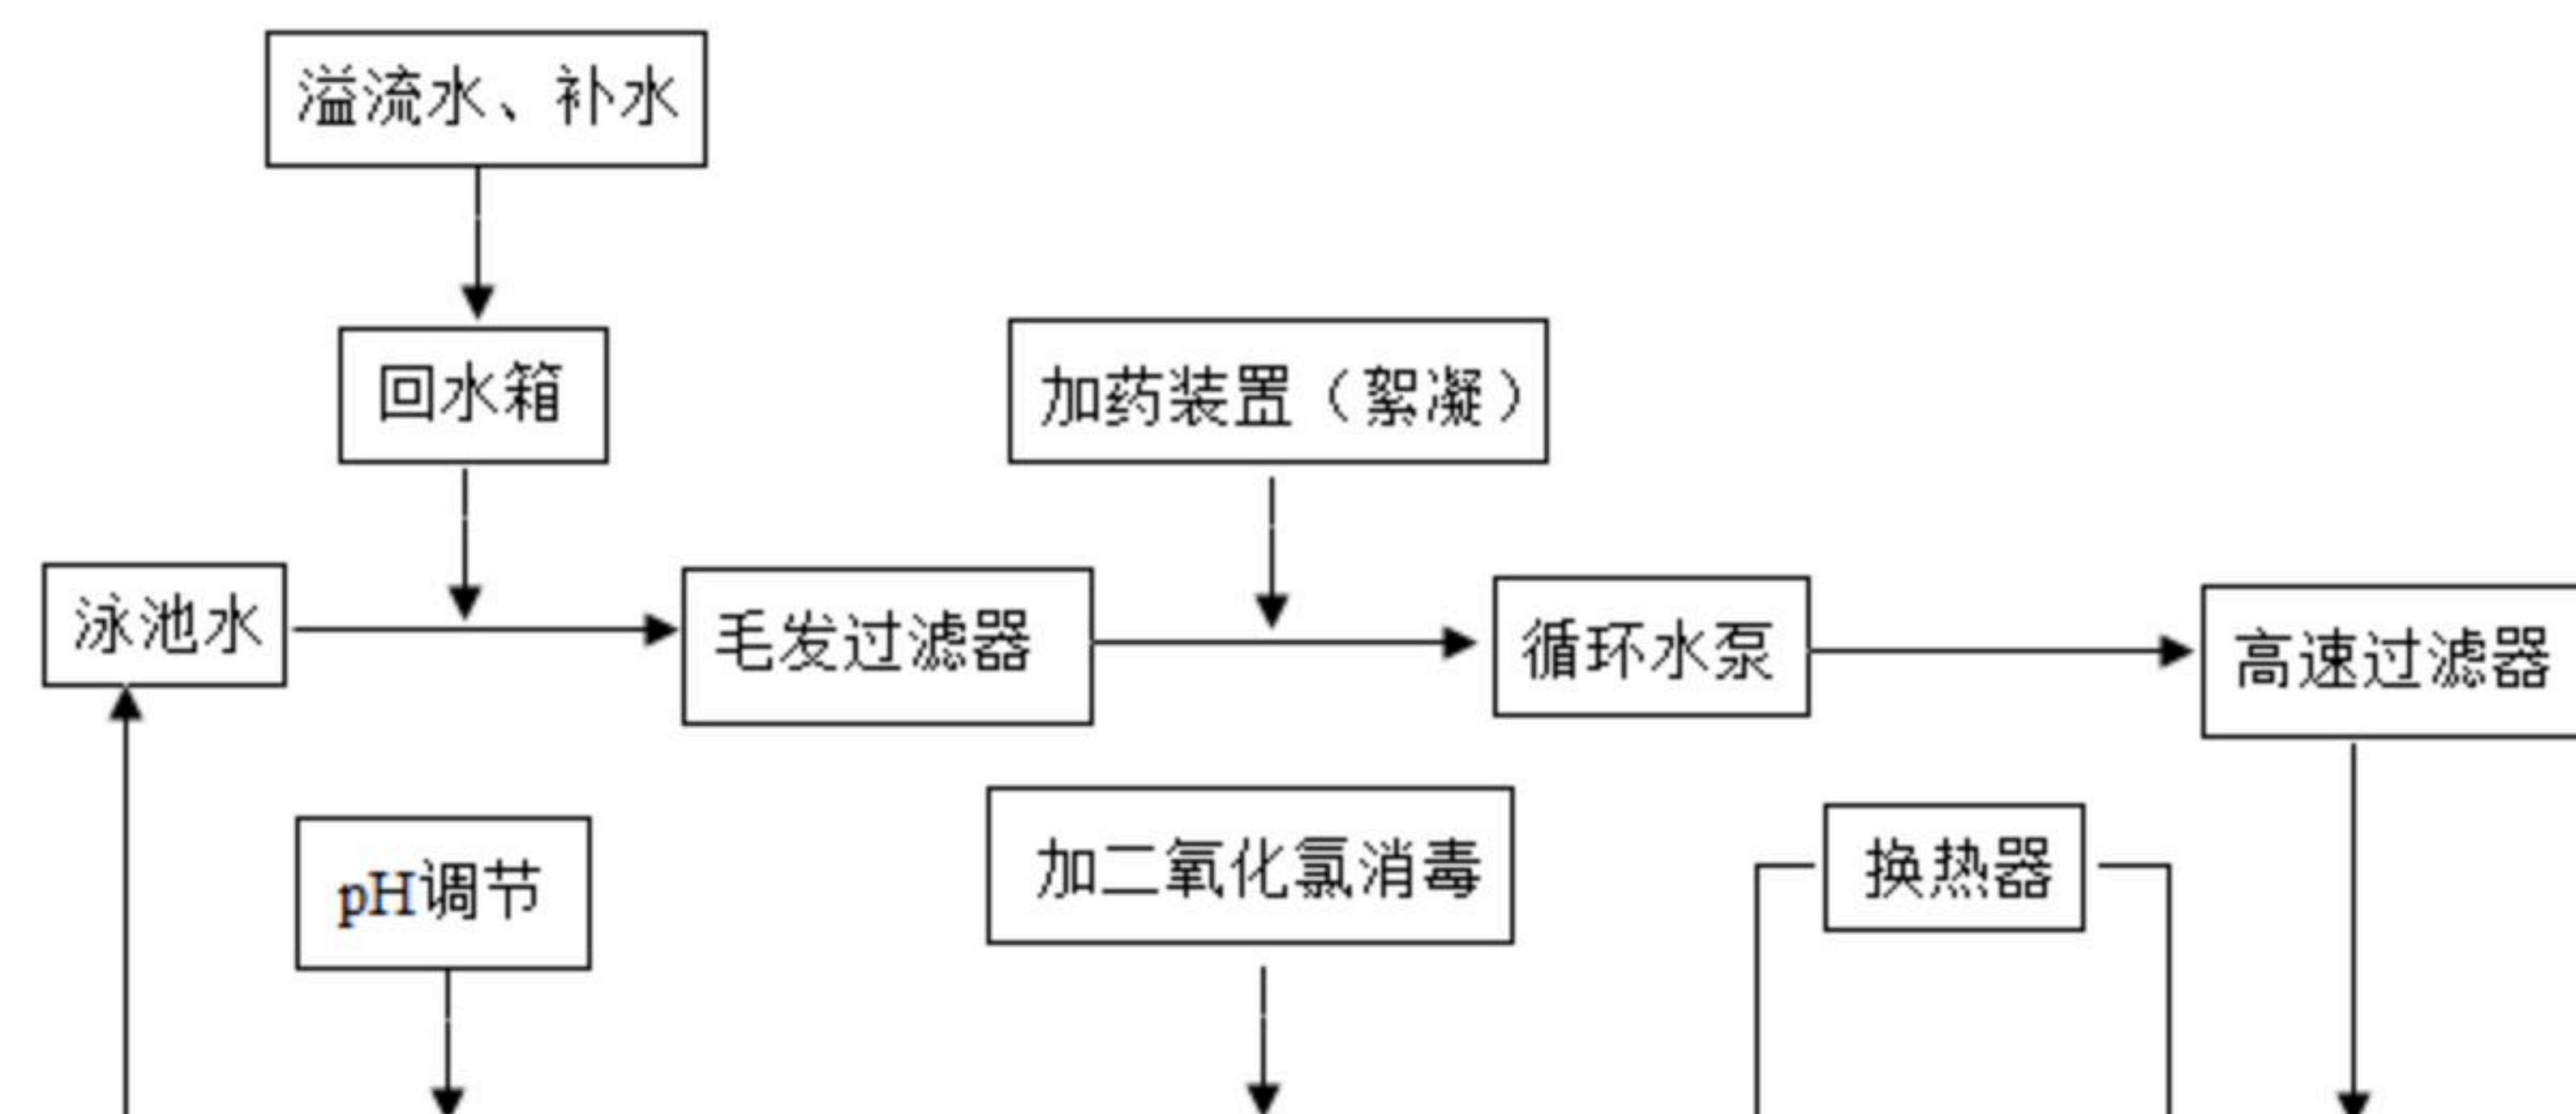 溢流水、补水
回水箱
加药装置（絮凝）
泳池水
毛发过滤器
循环水泵
高速过滤器
pH调节
加二氧化氯消毒
换热器